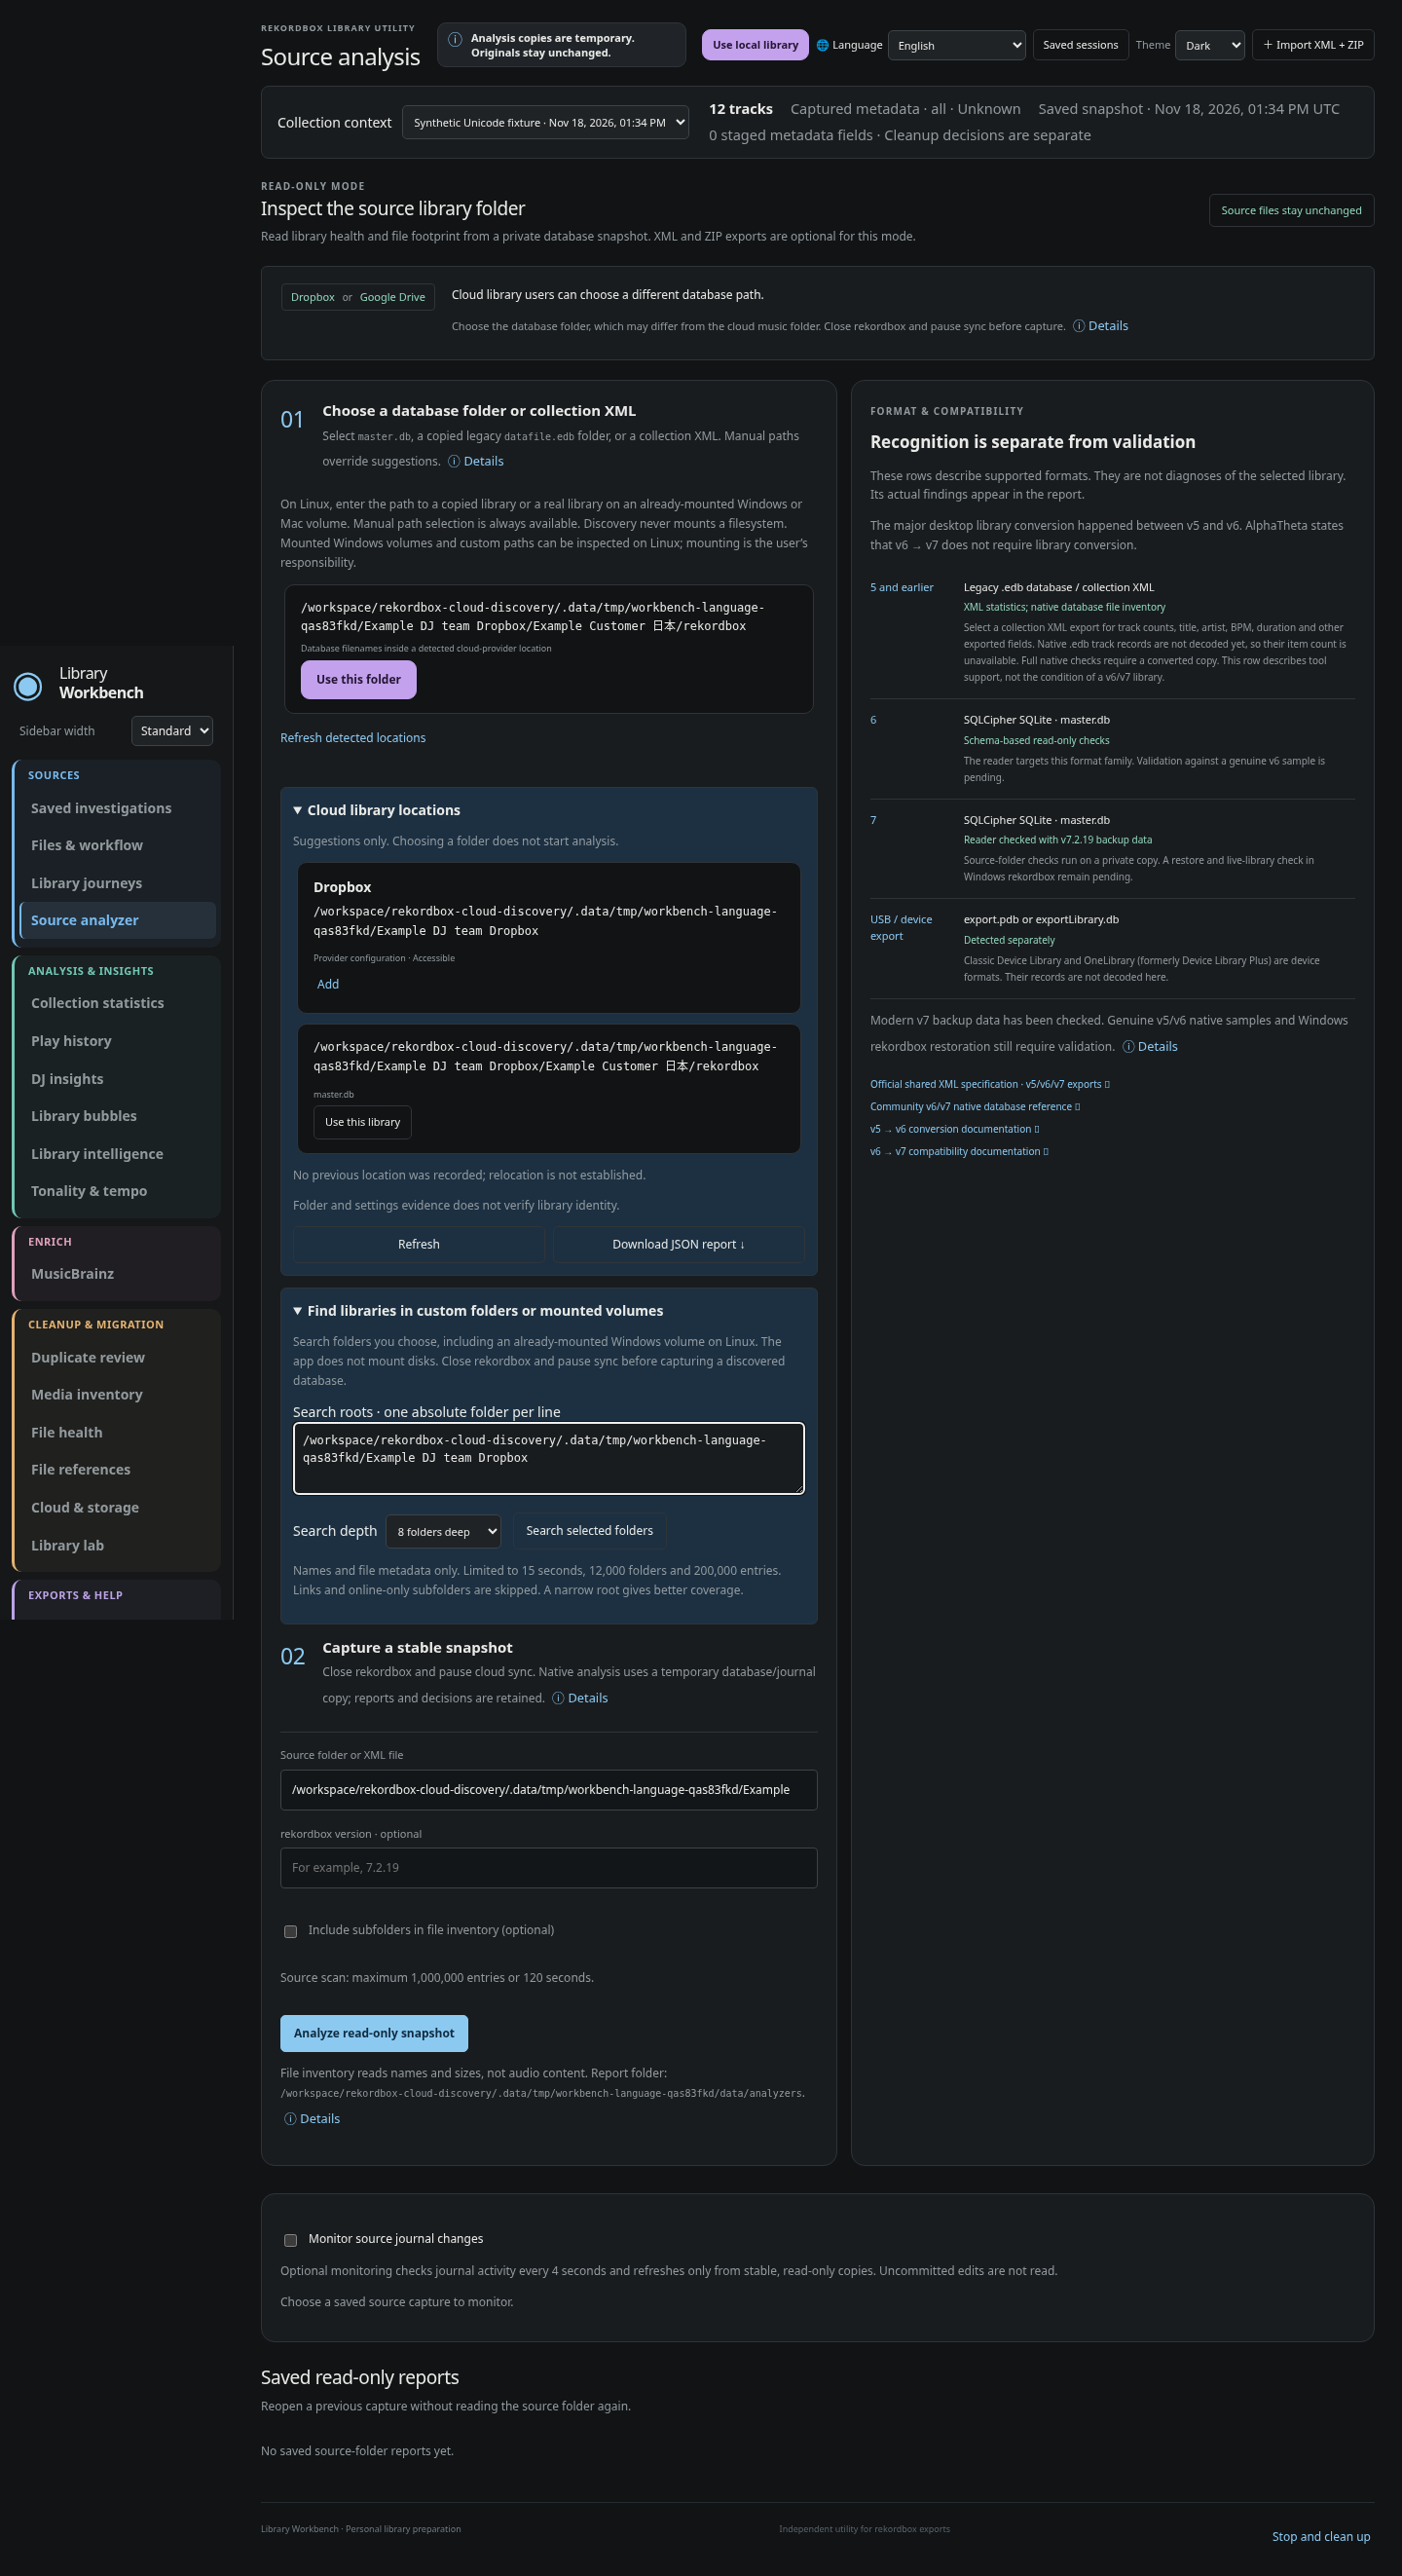 REKORDBOX LIBRARY UTILITY
Source analysis
ⓘ Analysis copies are temporary.
Originals stay unchanged.
Use local library
🌐 Language
English
Saved sessions
Theme
Dark
+ Import XML + ZIP
Collection context
Synthetic Unicode fixture · Nov 18, 2026, 01:34 PM
12 tracks Captured metadata · all · Unknown Saved snapshot · Nov 18, 2026, 01:34 PM UTC
0 staged metadata fields · Cleanup decisions are separate
READ-ONLY MODE
Inspect the source library folder
Read library health and file footprint from a private database snapshot. XML and ZIP exports are optional for this mode.
Source files stay unchanged
Dropbox or Google Drive
Cloud library users can choose a different database path.
Choose the database folder, which may differ from the cloud music folder. Close rekordbox and pause sync before capture. ⓘ Details
Library
Workbench
Sidebar width
Standard
SOURCES
Saved investigations
Files & workflow
Library journeys
Source analyzer
ANALYSIS & INSIGHTS
Collection statistics
Play history
DJ insights
Library bubbles
Library intelligence
Tonality & tempo
ENRICH
MusicBrainz
CLEANUP & MIGRATION
Duplicate review
Media inventory
File health
File references
Cloud & storage
Library lab
EXPORTS & HELP
01
Choose a database folder or collection XML
Select master.db, a copied legacy datafile.edb folder, or a collection XML. Manual paths
override suggestions. ⓘ Details
On Linux, enter the path to a copied library or a real library on an already-mounted Windows or
Mac volume. Manual path selection is always available. Discovery never mounts a filesystem.
Mounted Windows volumes and custom paths can be inspected on Linux; mounting is the user’s
responsibility.
/workspace/rekordbox-cloud-discovery/.data/tmp/workbench-language-
qas83fkd/Example DJ team Dropbox/Example Customer 日本/rekordbox
Database filenames inside a detected cloud-provider location
Use this folder
Refresh detected locations
▼ Cloud library locations
Suggestions only. Choosing a folder does not start analysis.
Dropbox
/workspace/rekordbox-cloud-discovery/.data/tmp/workbench-language-
qas83fkd/Example DJ team Dropbox
Provider configuration · Accessible
Add
/workspace/rekordbox-cloud-discovery/.data/tmp/workbench-language-
qas83fkd/Example DJ team Dropbox/Example Customer 日本/rekordbox
master.db
Use this library
No previous location was recorded; relocation is not established.
Folder and settings evidence does not verify library identity.
Refresh
Download JSON report ↓
▼ Find libraries in custom folders or mounted volumes
Search folders you choose, including an already-mounted Windows volume on Linux. The
app does not mount disks. Close rekordbox and pause sync before capturing a discovered
database.
Search roots · one absolute folder per line
/workspace/rekordbox-cloud-discovery/.data/tmp/workbench-language-
qas83fkd/Example DJ team Dropbox
Search depth
8 folders deep
Search selected folders
Names and file metadata only. Limited to 15 seconds, 12,000 folders and 200,000 entries.
Links and online-only subfolders are skipped. A narrow root gives better coverage.
02
Capture a stable snapshot
Close rekordbox and pause cloud sync. Native analysis uses a temporary database/journal
copy; reports and decisions are retained. ⓘ Details
Source folder or XML file
/workspace/rekordbox-cloud-discovery/.data/tmp/workbench-language-qas83fkd/Example
rekordbox version · optional
For example, 7.2.19
Include subfolders in file inventory (optional)
Source scan: maximum 1,000,000 entries or 120 seconds.
Analyze read-only snapshot
File inventory reads names and sizes, not audio content. Report folder:
/workspace/rekordbox-cloud-discovery/.data/tmp/workbench-language-qas83fkd/data/analyzers.
ⓘ Details
FORMAT & COMPATIBILITY
Recognition is separate from validation
These rows describe supported formats. They are not diagnoses of the selected library.
Its actual findings appear in the report.
The major desktop library conversion happened between v5 and v6. AlphaTheta states
that v6 → v7 does not require library conversion.
5 and earlier
Legacy .edb database / collection XML
XML statistics; native database file inventory
Select a collection XML export for track counts, title, artist, BPM, duration and other
exported fields. Native .edb track records are not decoded yet, so their item count is
unavailable. Full native checks require a converted copy. This row describes tool
support, not the condition of a v6/v7 library.
6
SQLCipher SQLite · master.db
Schema-based read-only checks
The reader targets this format family. Validation against a genuine v6 sample is
pending.
7
SQLCipher SQLite · master.db
Reader checked with v7.2.19 backup data
Source-folder checks run on a private copy. A restore and live-library check in
Windows rekordbox remain pending.
USB / device
export
export.pdb or exportLibrary.db
Detected separately
Classic Device Library and OneLibrary (formerly Device Library Plus) are device
formats. Their records are not decoded here.
Modern v7 backup data has been checked. Genuine v5/v6 native samples and Windows
rekordbox restoration still require validation. ⓘ Details
Official shared XML specification · v5/v6/v7 exports
Community v6/v7 native database reference
v5 → v6 conversion documentation
v6 → v7 compatibility documentation
Monitor source journal changes
Optional monitoring checks journal activity every 4 seconds and refreshes only from stable, read-only copies. Uncommitted edits are not read.
Choose a saved source capture to monitor.
Saved read-only reports
Reopen a previous capture without reading the source folder again.
No saved source-folder reports yet.
Library Workbench · Personal library preparation
Independent utility for rekordbox exports
Stop and clean up